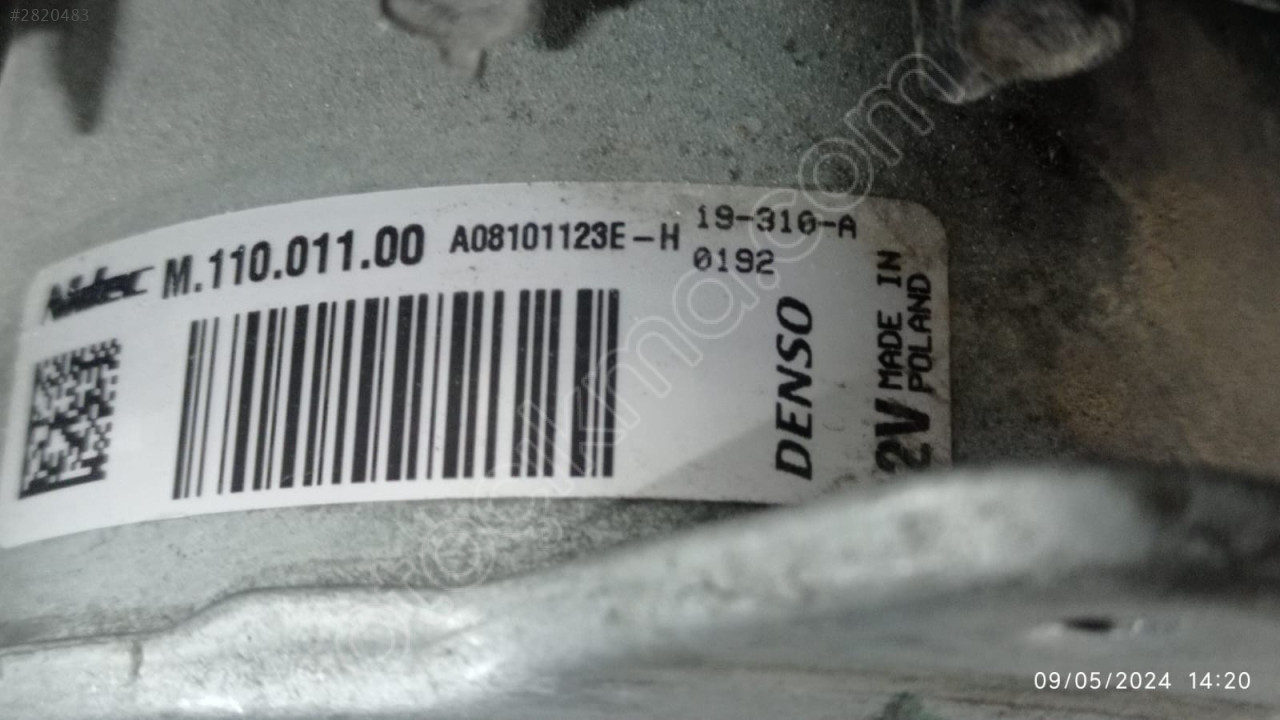 #2820483
Nidec M.110.011.00 A08101123E-H 19-310-A
0192
DENSO
2V MADE IN
POLAND
09/05/2024 14:20